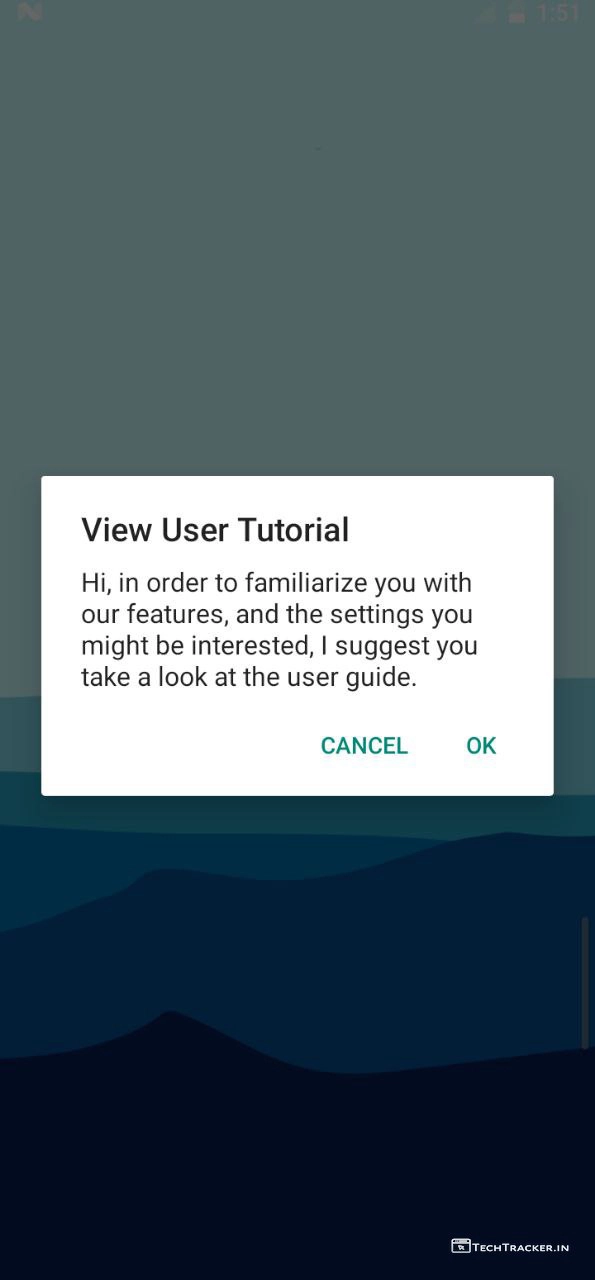 1:51
View User Tutorial
Hi, in order to familiarize you with
our features, and the settings you
might be interested, I suggest you
take a look at the user guide.
CANCEL OK
TECHTRACKER.IN